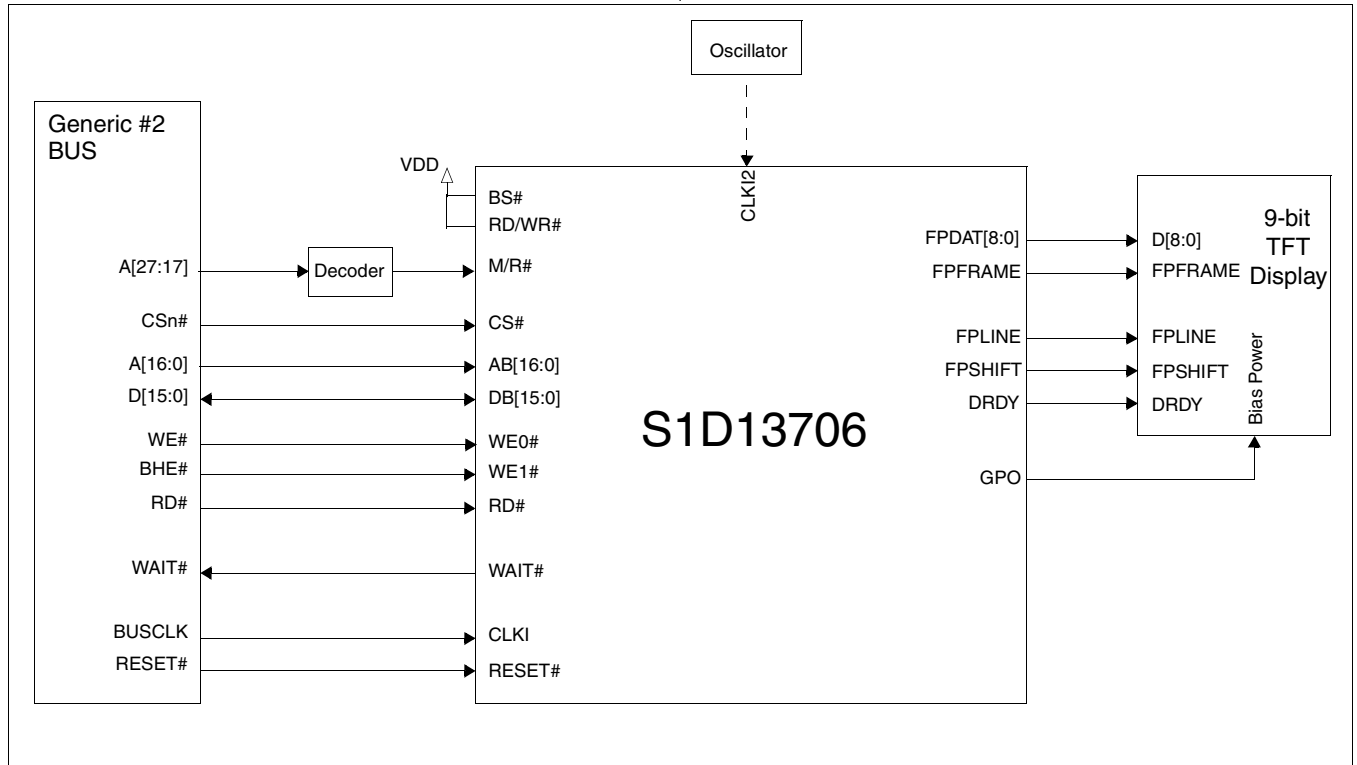 Oscillator
Generic #2
BUS
VDD
BS#
RD/WR#
CLKI2
A[27:17]
Decoder
M/R#
CSn#
CS#
A[16:0]
AB[16:0]
D[15:0]
DB[15:0]
WE#
WE0#
BHE#
WE1#
RD#
RD#
WAIT#
WAIT#
BUSCLK
CLKI
RESET#
RESET#
S1D13706
FPDAT[8:0]
FPFRAME
FPLINE
FPSHIFT
DRDY
GPO
D[8:0]
FPFRAME
FPLINE
FPSHIFT
DRDY
9-bit
TFT
Display
Bias Power